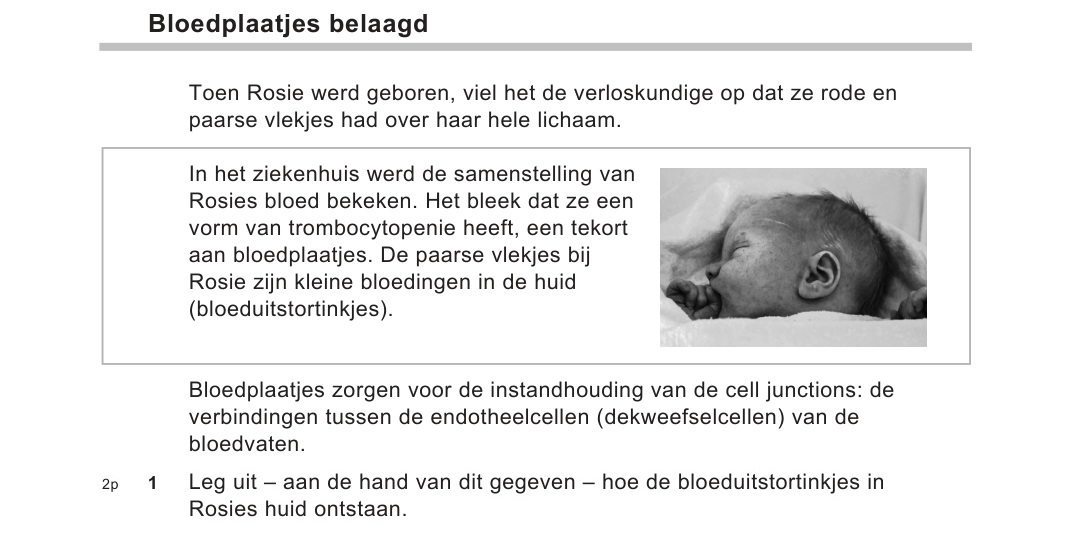 Bloedplaatjes belaagd
Toen Rosie werd geboren, viel het de verloskundige op dat ze rode en
paarse vlekjes had over haar hele lichaam.
In het ziekenhuis werd de samenstelling van
Rosies bloed bekeken. Het bleek dat ze een
vorm van trombocytopenie heeft, een tekort
aan bloedplaatjes. De paarse vlekjes bij
Rosie zijn kleine bloedingen in de huid
(bloeduitstortinkjes).
Bloedplaatjes zorgen voor de instandhouding van de cell junctions: de
verbindingen tussen de endotheelcellen (dekweefselcellen) van de
bloedvaten.
2p 1 Leg uit – aan de hand van dit gegeven – hoe de bloeduitstortinkjes in
Rosies huid ontstaan.